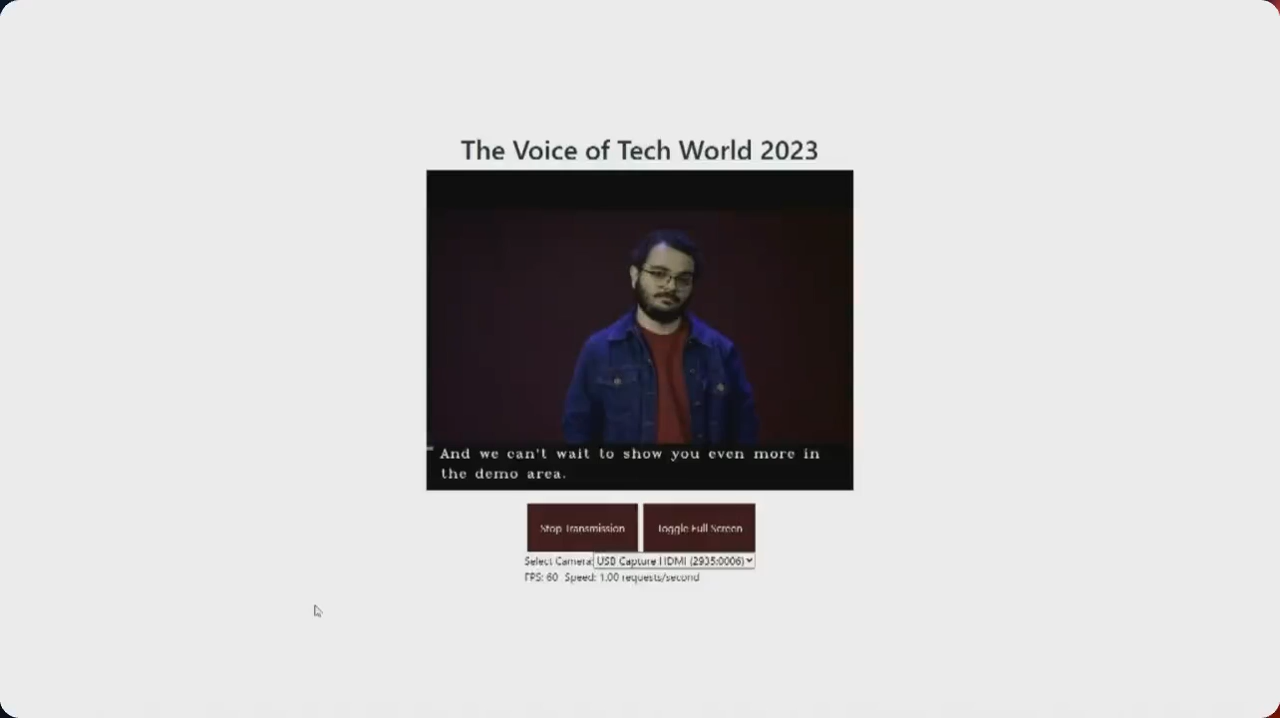 The Voice of Tech World 2023
And we can't wait to show you even more in
the demo area.
Stop Transmission
Toggle Full Screen
Select Camera: USB Capture HDMI (2935:0006)
FPS: 60 Speed: 1.00 requests/second